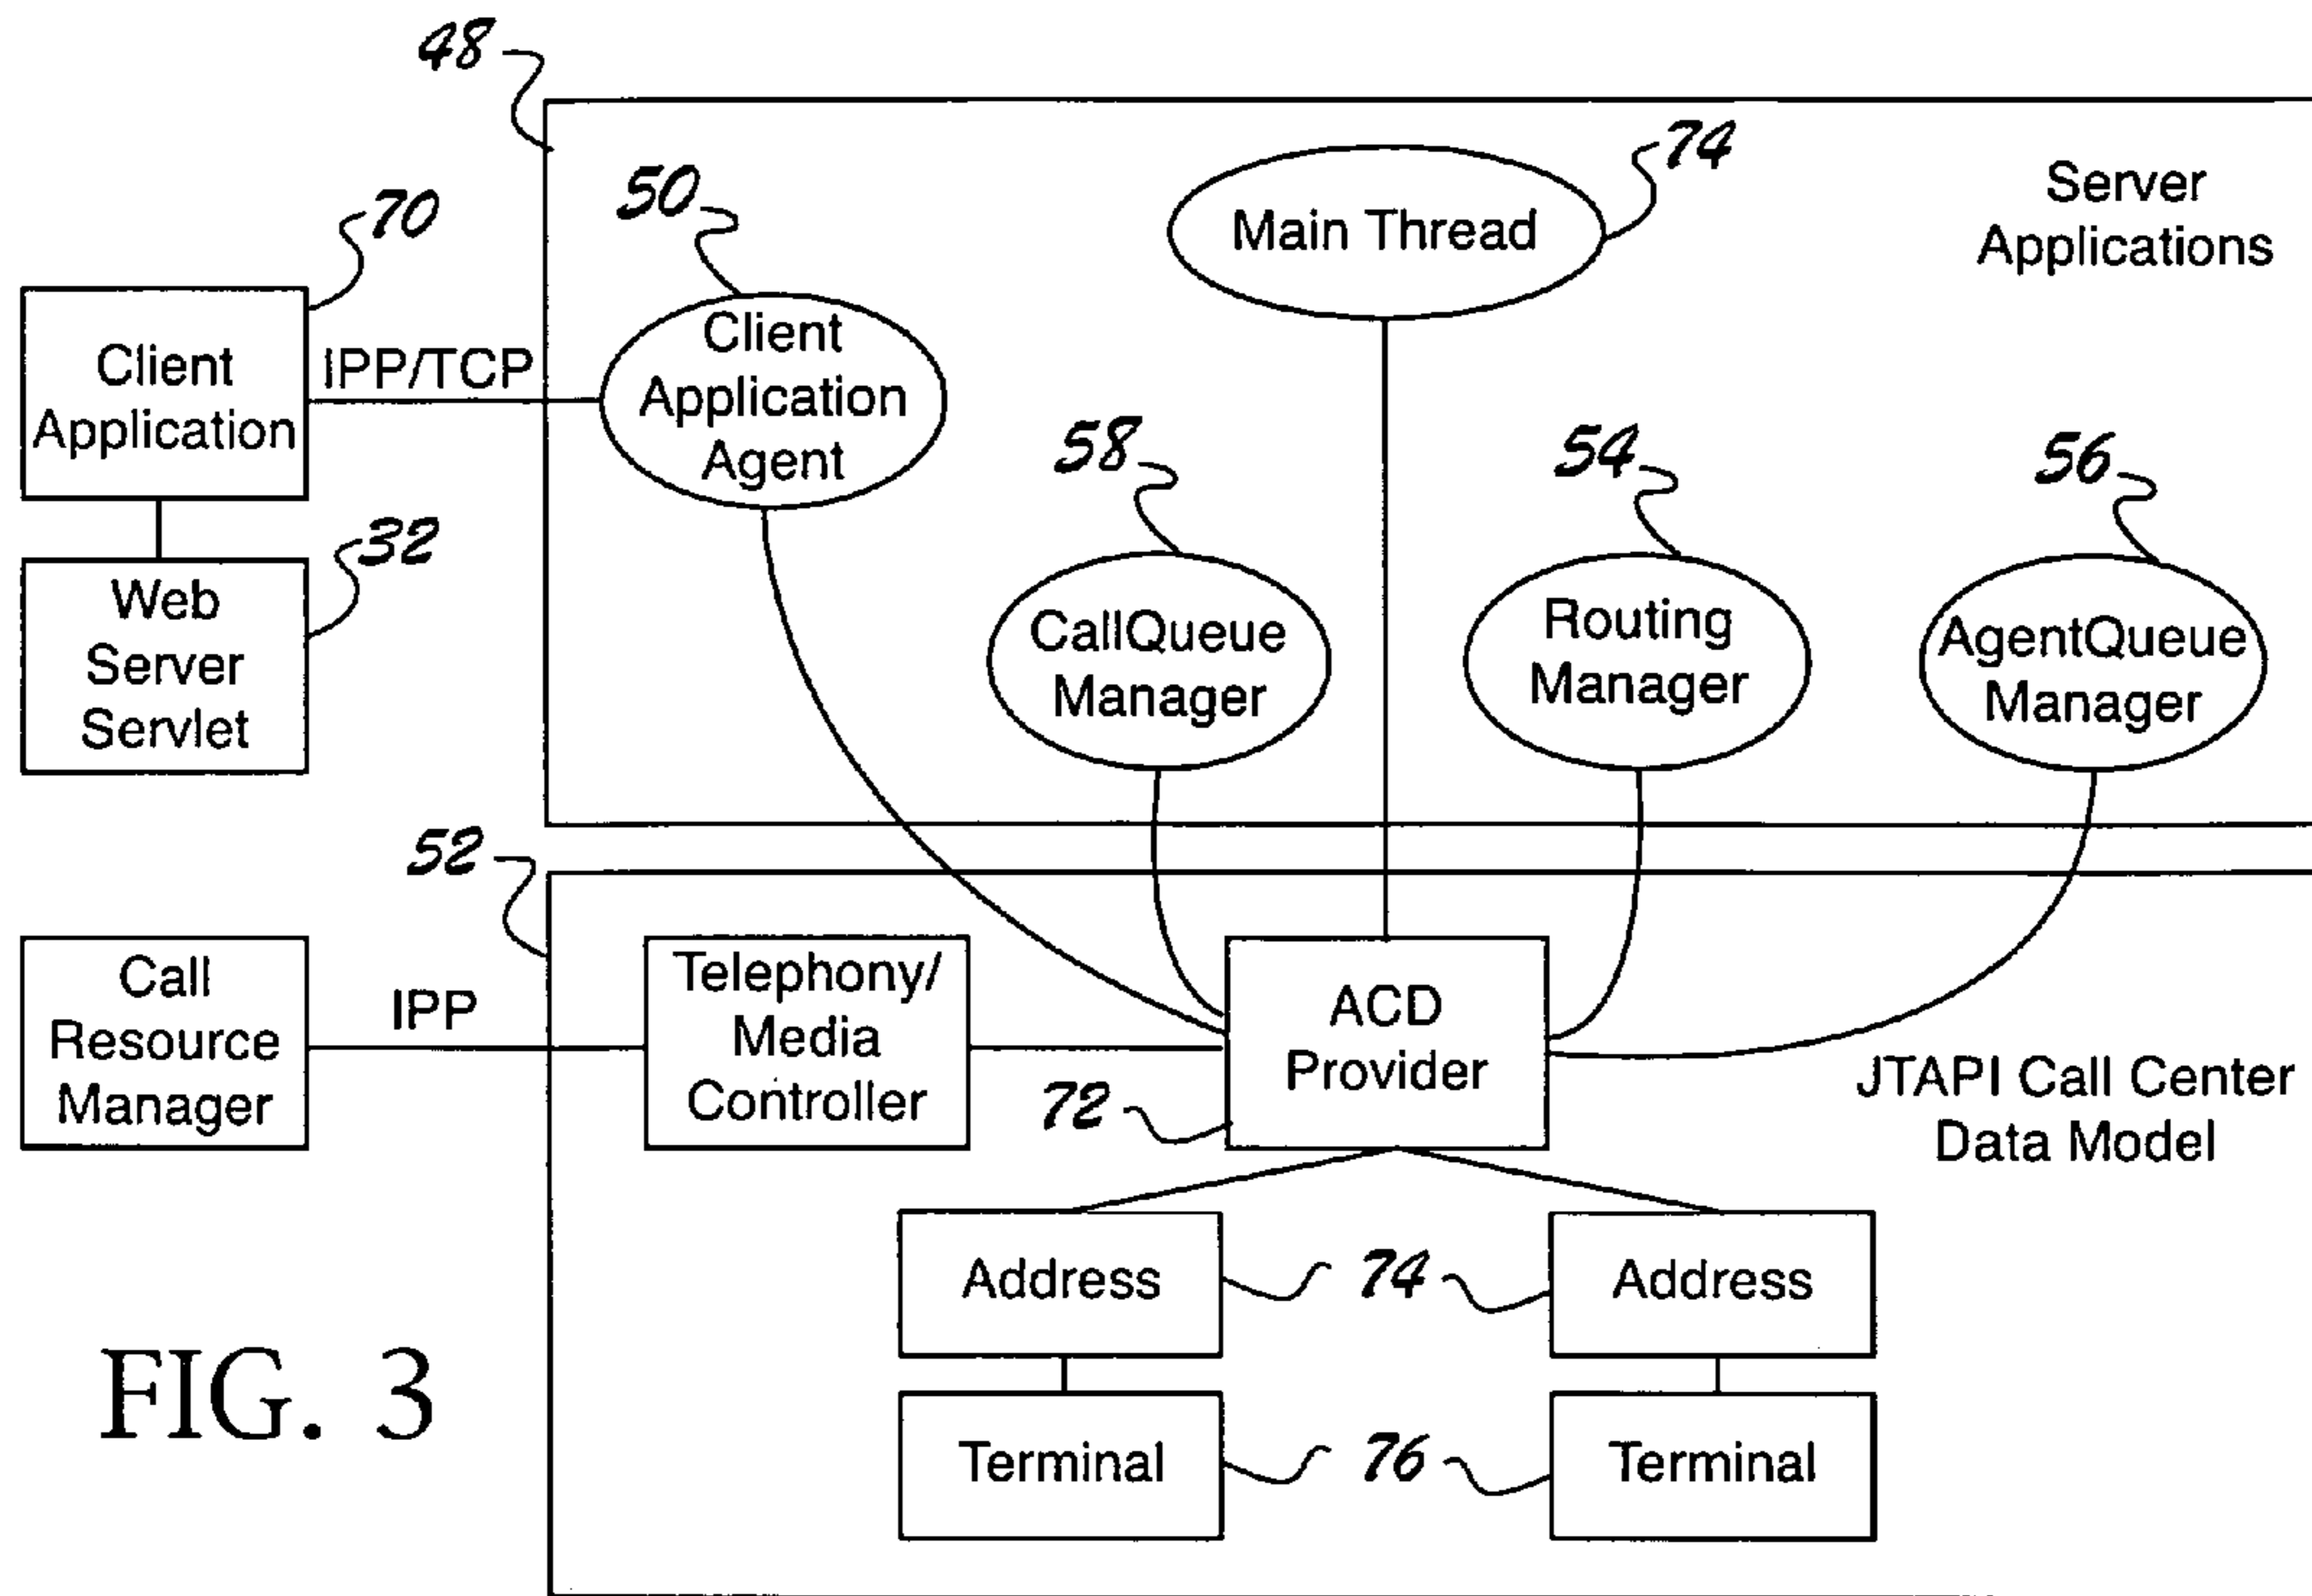 48
74
Server
Applications
50
Main Thread
70
Client
Application
IPP/TCP
Client
Application
Agent
58
54
56
32
Web
Server
Servlet
CallQueue
Manager
Routing
Manager
AgentQueue
Manager
52
Call
Resource
Manager
IPP
Telephony/
Media
Controller
72
ACD
Provider
JTAPI Call Center
Data Model
Address
74
Address
Terminal
76
Terminal
FIG. 3